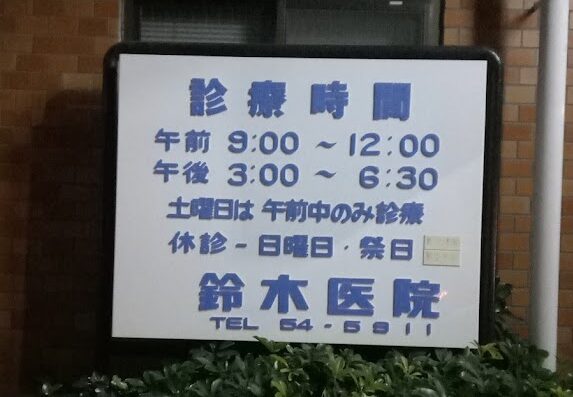 診療時間
午前 9:00 ~ 12:00
午後 3:00 ~ 6:30
土曜日は 午前中のみ診療
休診-日曜日・祭日
鈴木医院
TEL 54-5911